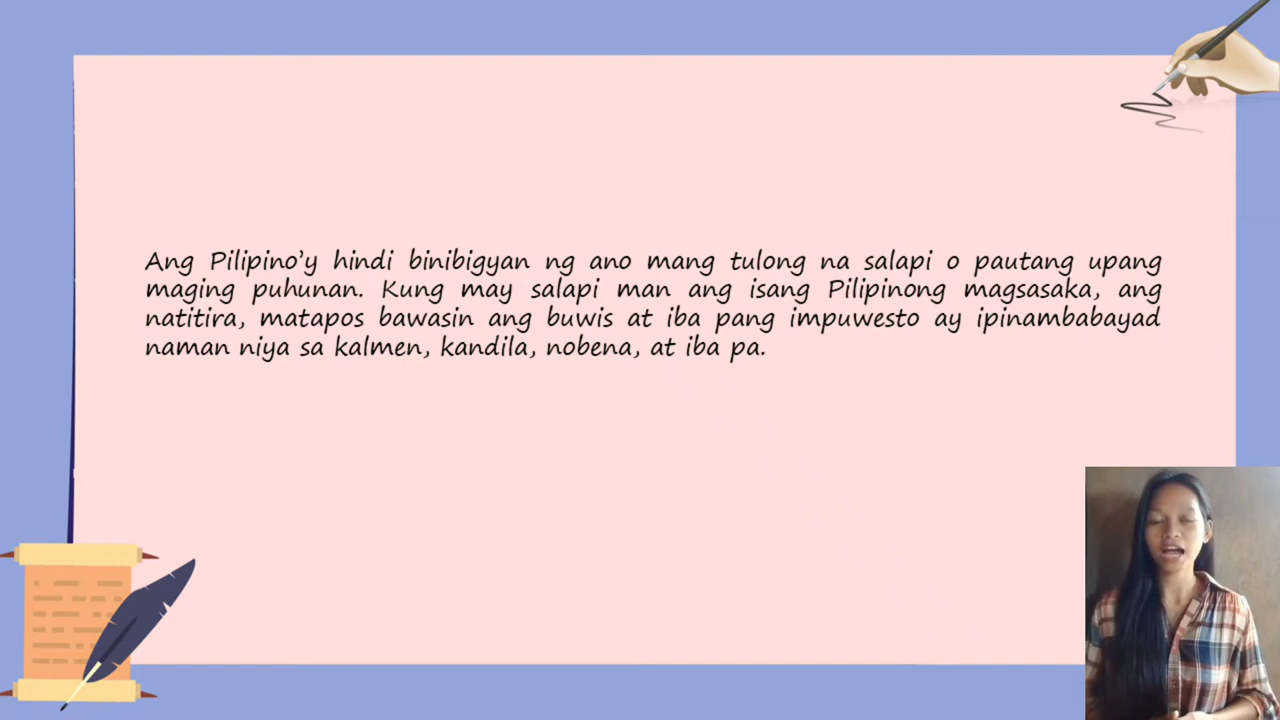 Ang Pilipino’y hindi binibigyan ng ano mang tulong na salapi o pautang upang
maging puhunan. Kung may salapi man ang isang Pilipinong magsasaka, ang
natitira, matapos bawasin ang buwis at iba pang impuwesto ay ipinambabayad
naman niya sa kalmen, kandila, nobena, at iba pa.